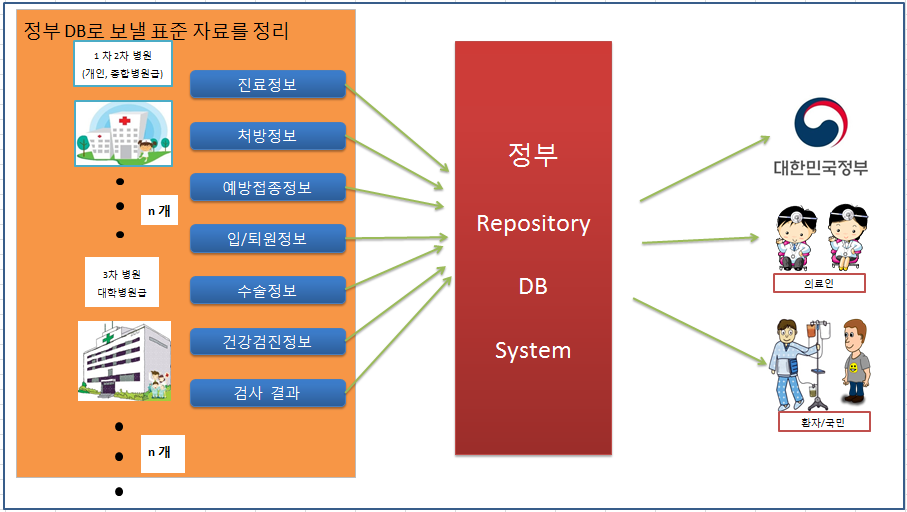 정부 DB로 보낼 표준 자료를 정리
1 차 2차 병원
(개인, 종합병원급)
n 개
3차 병원
대학병원급
n 개
진료정보
처방정보
예방접종정보
입/퇴원정보
수술정보
건강검진정보
검사 결과
정부
Repository
DB
System
대한민국정부
의료인
환자/국민